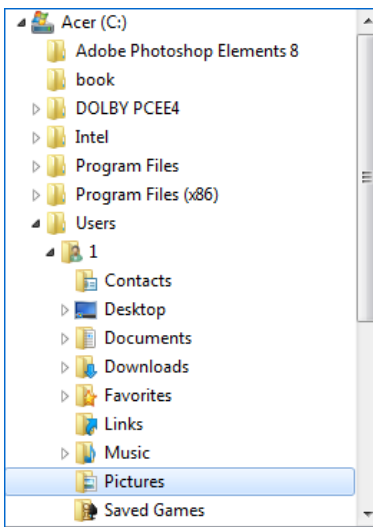 Acer (C:)
Adobe Photoshop Elements 8
book
DOLBY PCEE4
Intel
Program Files
Program Files (x86)
Users
1
Contacts
Desktop
Documents
Downloads
Favorites
Links
Music
Pictures
Saved Games